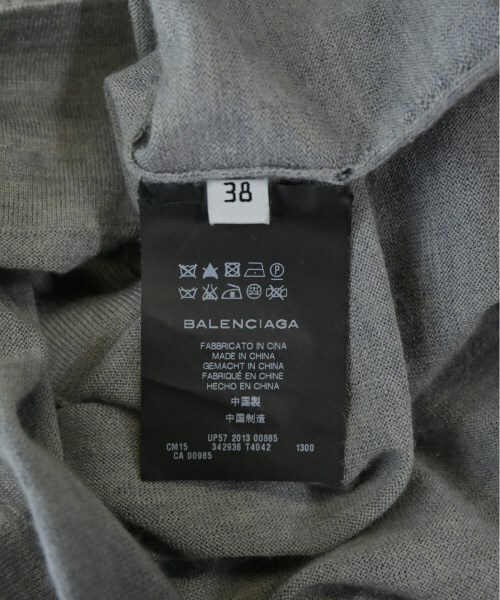 38
BALENCIAGA
FABBRICATO IN CINA
MADE IN CHINA
GEMACHT IN CHINA
FABRIQUÉ EN CHINE
HECHO EN CHINA
中国製
中国制造
UP57 2013 00885
CM15 342936 T4042 1300
CA 00985